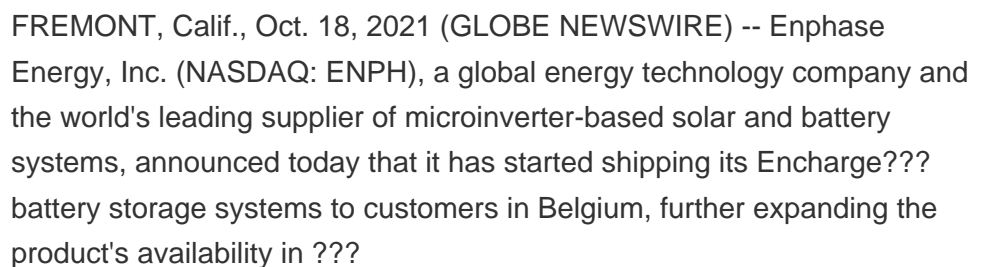 FREMONT, Calif., Oct. 18, 2021 (GLOBE NEWSWIRE) -- Enphase
Energy, Inc. (NASDAQ: ENPH), a global energy technology company and
the world's leading supplier of microinverter-based solar and battery
systems, announced today that it has started shipping its Encharge???
battery storage systems to customers in Belgium, further expanding the
product's availability in ???